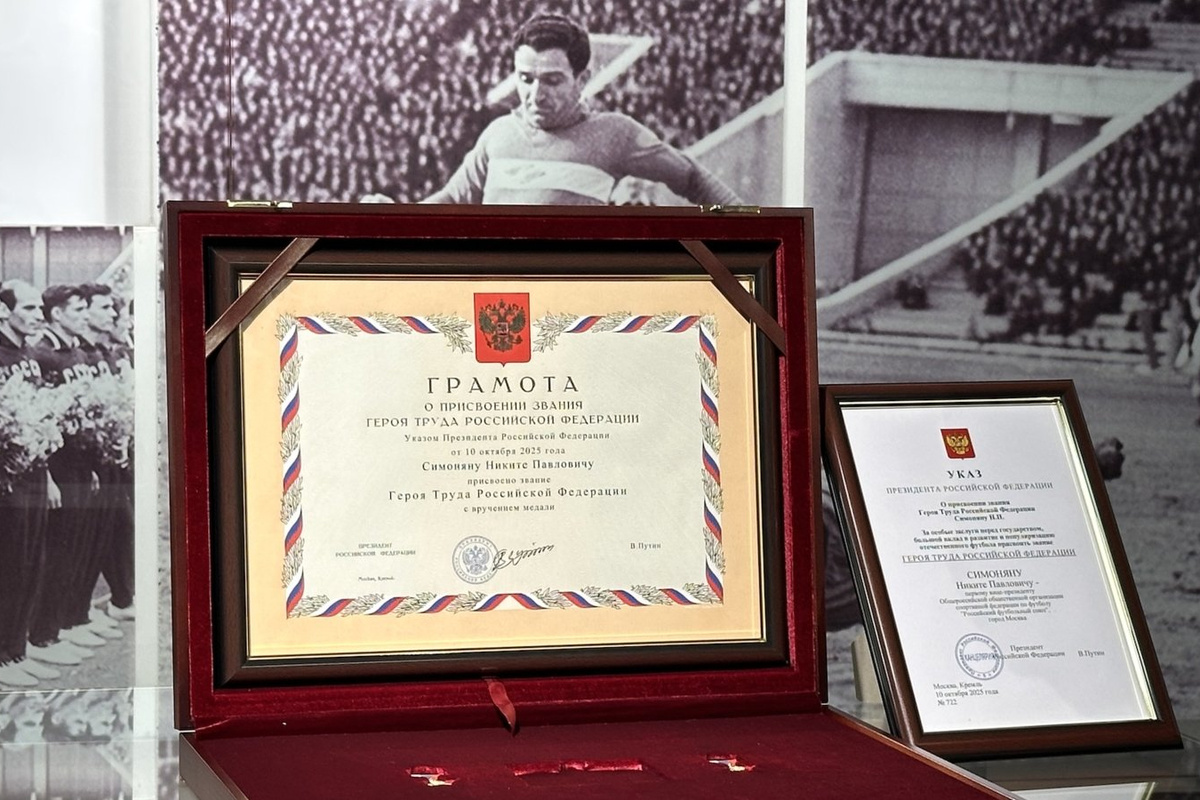 ГРАМОТА
О ПРИСВОЕНИИ ЗВАНИЯ
ГЕРОЯ ТРУДА РОССИЙСКОЙ ФЕДЕРАЦИИ
Указом Президента Российской Федерации
от 10 октября 2025 года
Симоняну Никите Павловичу
присвоено звание
Героя Труда Российской Федерации
с вручением медали
ПРЕЗИДЕНТ
РОССИЙСКОЙ ФЕДЕРАЦИИ
В.Путин
Москва, Кремль
УКАЗ
ПРЕЗИДЕНТА РОССИЙСКОЙ ФЕДЕРАЦИИ
О присвоении звания
Героя Труда Российской Федерации
Симоняну Н.П.
За особые заслуги перед государством,
большой вклад в развитие и популяризацию
отечественного футбола присвоить звание
ГЕРОЯ ТРУДА РОССИЙСКОЙ ФЕДЕРАЦИИ
СИМОНЯНУ
Никите Павловичу -
первому вице-президенту
Общероссийской общественной организации
спортивной федерации по футболу
"Российский футбольный союз",
город Москва
Президент
Российской Федерации В.Путин
КАНЦЕЛЯРИЯ
Москва, Кремль
10 октября 2025 года
№ 722